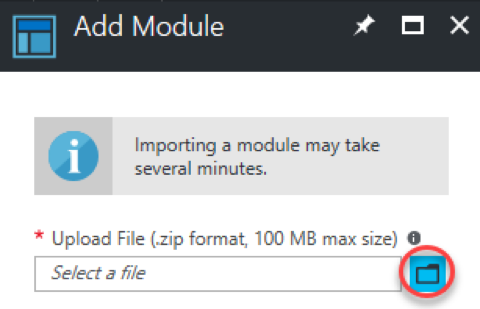 Add Module
Importing a module may take
several minutes.
* Upload File (.zip format, 100 MB max size)
Select a file